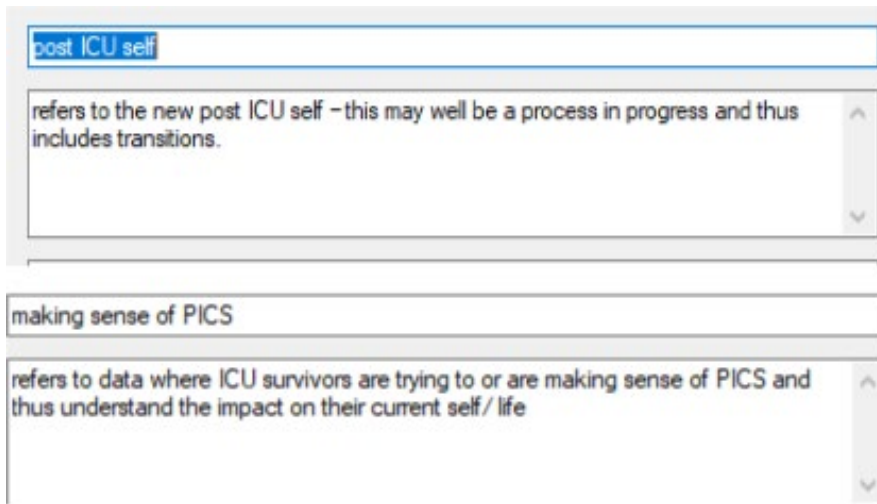 post ICU self
refers to the new post ICU self –this may well be a process in progress and thus
includes transitions.
making sense of PICS
refers to data where ICU survivors are trying to or are making sense of PICS and
thus understand the impact on their current self/ life